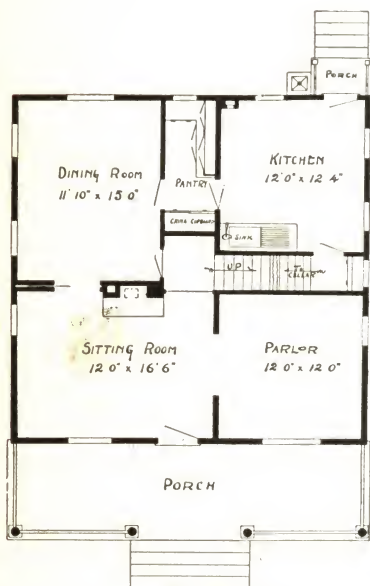 PORCH
DINING ROOM
11'10" x 15'0"
PANTRY
KITCHEN
12'0" x 12'4"
CHINA CUPBOARD
SINK
UP
TO
CELLAR
SITTING ROOM
12'0" x 16'6"
PARLOR
12'0" x 12'0"
PORCH